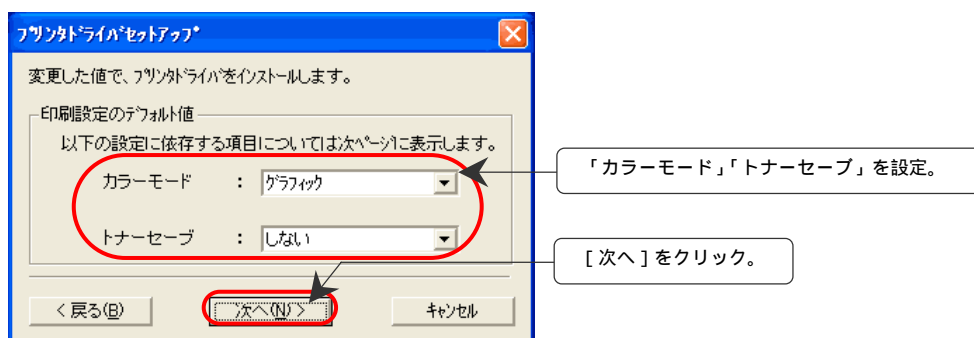 プリンタドライバセットアップ
変更した値で、プリンタドライバをインストールします。
印刷設定のデフォルト値
以下の設定に依存する項目については次ページに表示します。
カラーモード : グラフィック
「カラーモード」「トナーセーブ」を設定。
トナーセーブ : しない
[次へ]をクリック。
< 戻る(B) 次へ(N) > キャンセル